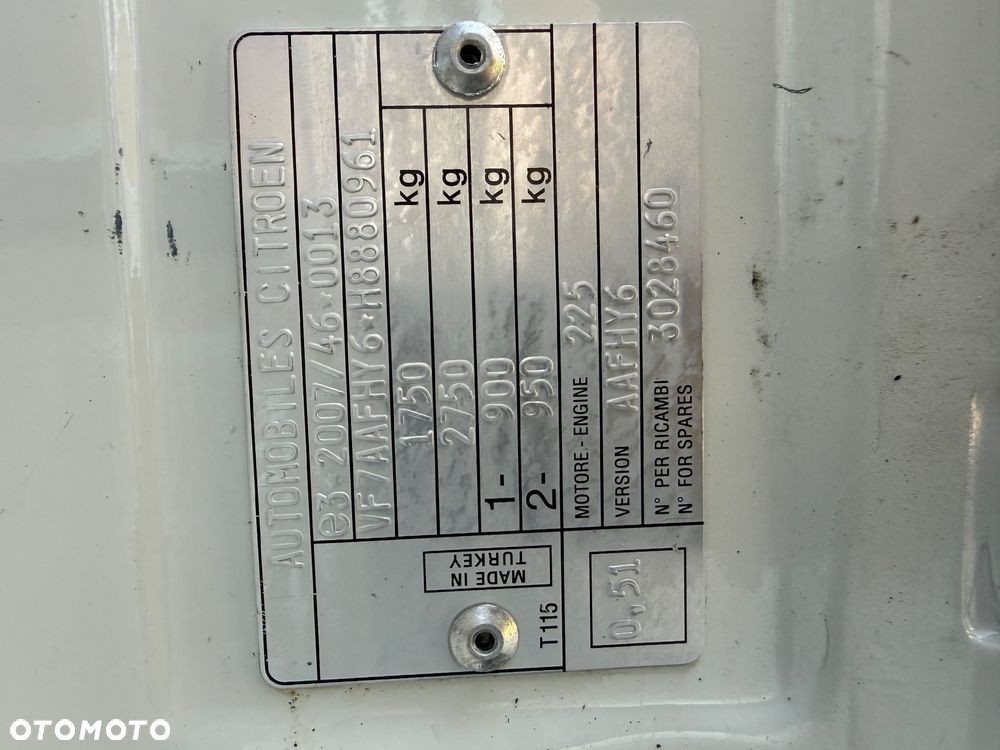 AUTOMOBILES CITROEN
e3*2007/46*0013
VF7AAFHY6*H8880961
1750 kg
2750 kg
1- 900 kg
2- 950 kg
MOTORE - ENGINE 225
VERSION AAFHY6
N° PER RICAMBI
N° FOR SPARES 3028460
MADE IN
TURKEY
T115
0,51
OTOMOTO